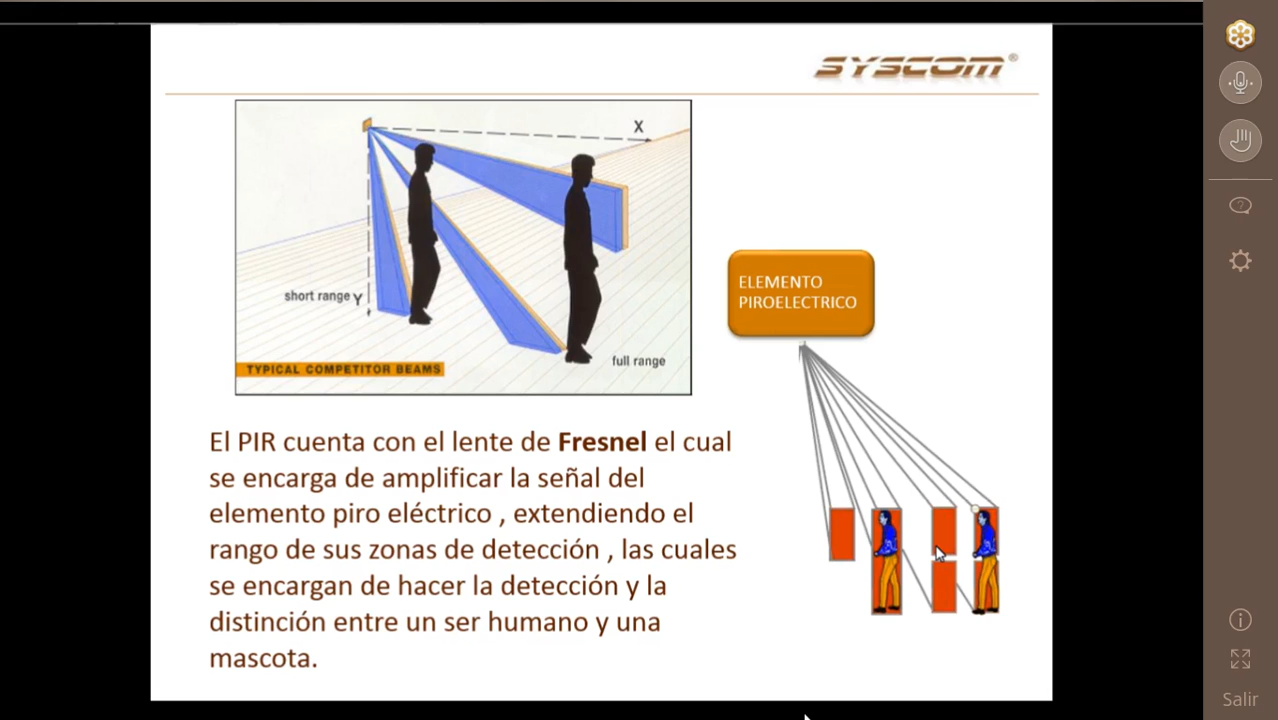 SYSCOM®
X
short range Y
full range
TYPICAL COMPETITOR BEAMS
ELEMENTO
PIROELECTRICO
El PIR cuenta con el lente de Fresnel el cual
se encarga de amplificar la señal del
elemento piro eléctrico , extendiendo el
rango de sus zonas de detección , las cuales
se encargan de hacer la detección y la
distinción entre un ser humano y una
mascota.
Salir